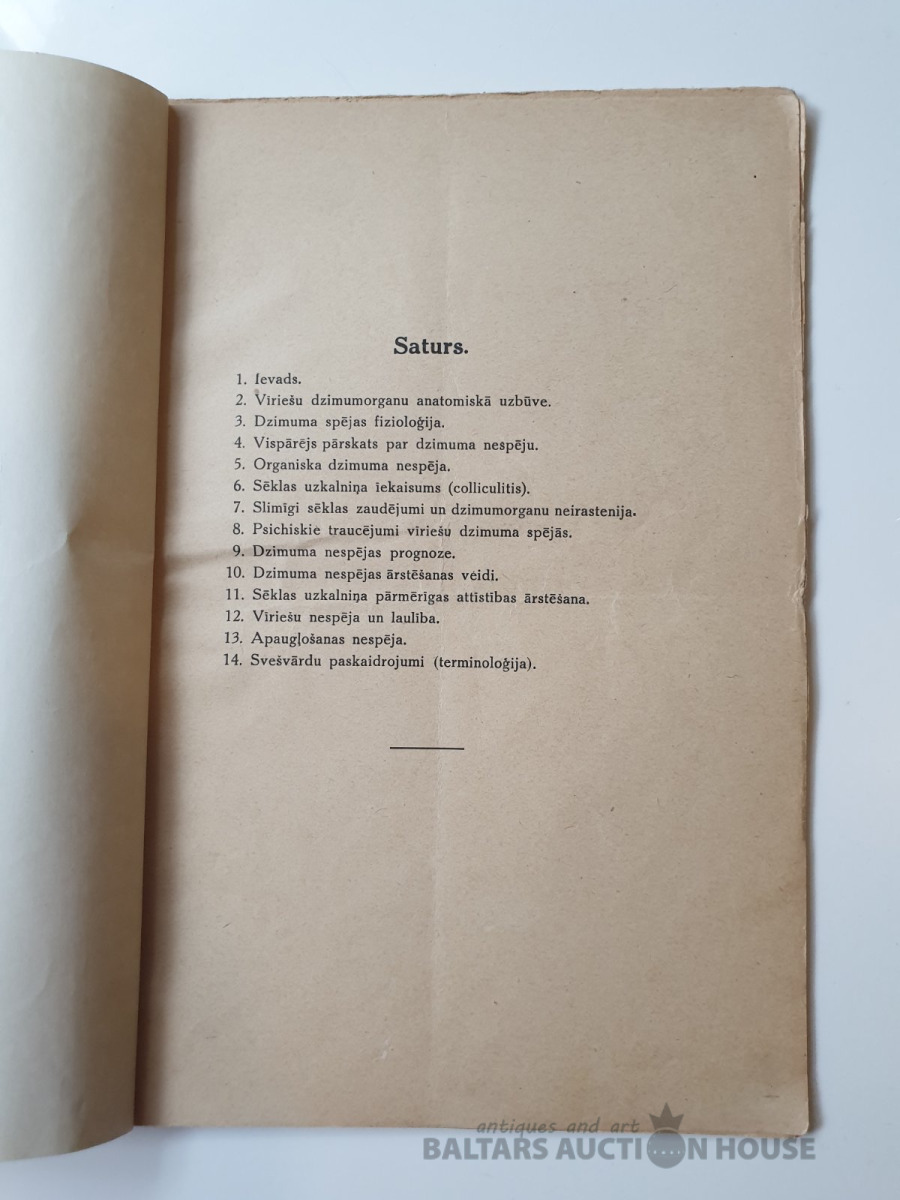 Saturs.
1. Ievads.
2. Vīriešu dzimumorganu anatomiskā uzbūve.
3. Dzimuma spējas fizioloģija.
4. Vispārējs pārskats par dzimuma nespēju.
5. Organiska dzimuma nespēja.
6. Sēklas uzkalniņa iekaisums (colliculitis).
7. Slimīgi sēklas zaudējumi un dzimumorganu neirastenija.
8. Psichiskie traucējumi vīriešu dzimuma spējās.
9. Dzimuma nespējas prognoze.
10. Dzimuma nespējas ārstēšanas veidi.
11. Sēklas uzkalniņa pārmērīgas attīstības ārstēšana.
12. Vīriešu nespēja un laulība.
13. Apaugļošanas nespēja.
14. Svešvārdu paskaidrojumi (terminoloģija).
antiques and art
BALTARS AUCTION HOUSE